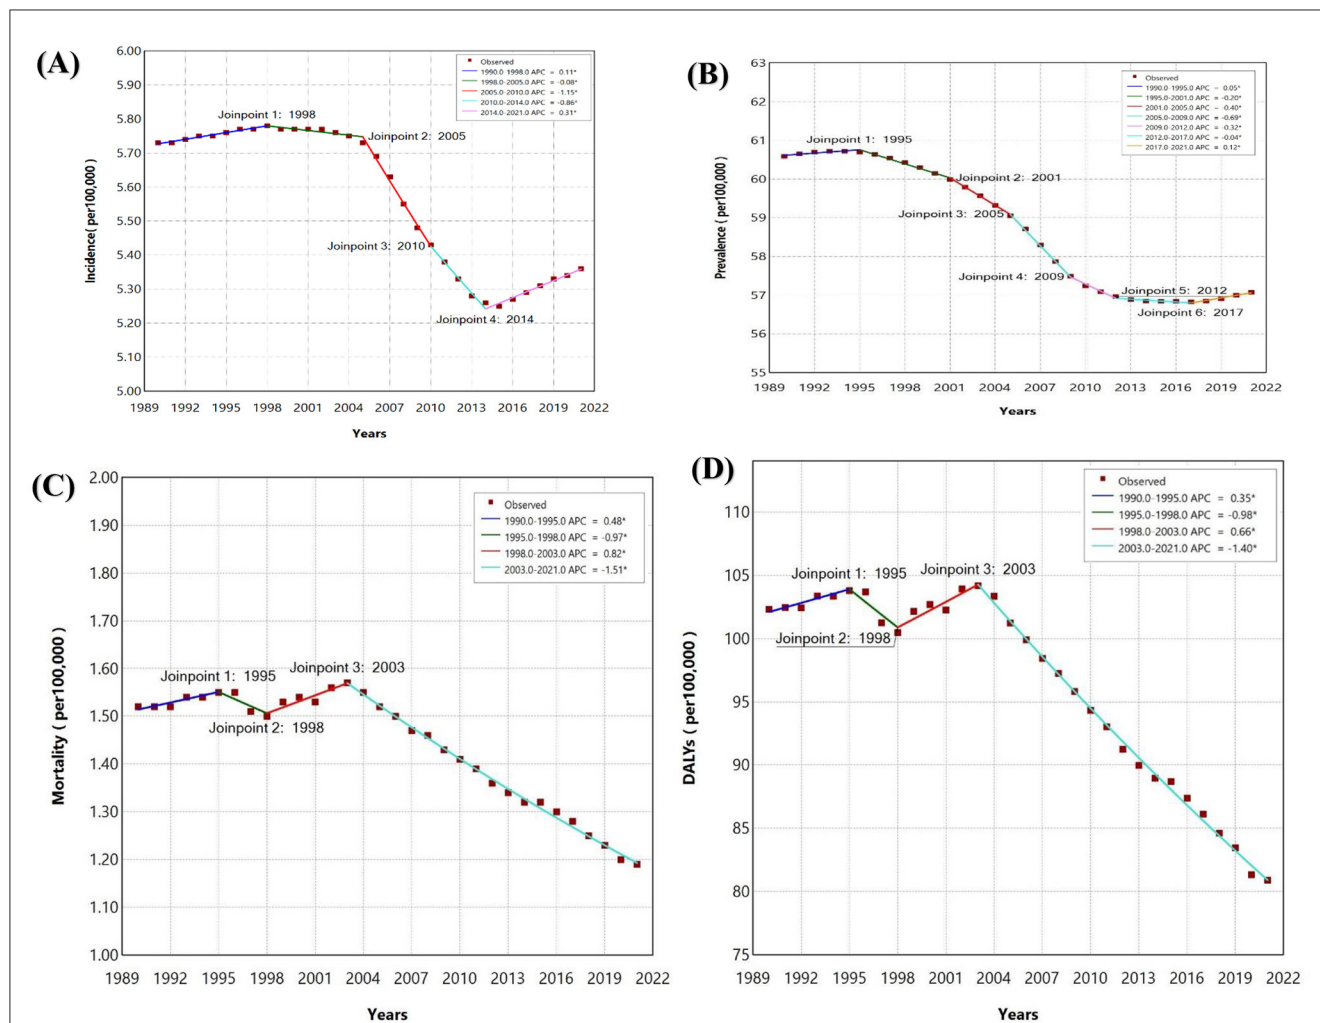 (A)
6.00
5.90
5.80
5.70
5.60
5.50
5.40
5.30
5.20
5.10
5.00
Incidence( per100,000)
Observed
1990.0-1998.0 APC = 0.11*
1998.0-2005.0 APC = -0.08*
2005.0-2010.0 APC = -1.15*
2010.0-2014.0 APC = -0.86*
2014.0-2021.0 APC = 0.31*
Joinpoint 1: 1998
Joinpoint 2: 2005
Joinpoint 3: 2010
Joinpoint 4: 2014
1989 1992 1995 1998 2001 2004 2007 2010 2013 2016 2019 2022
Years
(B)
63
62
61
60
59
58
57
56
55
Prevalence ( per100,000)
Observed
1990.0-1995.0 APC = 0.05*
1995.0-2001.0 APC = -0.20*
2001.0 2005.0 APC = -0.40*
2005.0-2009.0 APC = -0.69*
2009.0-2012.0 APC = -0.32*
2012.0-2017.0 APC = -0.04*
2017.0-2021.0 APC = 0.12*
Joinpoint 1: 1995
Joinpoint 2: 2001
Joinpoint 3: 2005
Joinpoint 4: 2009
Joinpoint 5: 2012
Joinpoint 6: 2017
1989 1992 1995 1998 2001 2004 2007 2010 2013 2016 2019 2022
Years
(C)
2.00
1.90
1.80
1.70
1.60
1.50
1.40
1.30
1.20
1.10
1.00
Mortality ( per100,000 )
Observed
1990.0-1995.0 APC = 0.48*
1995.0-1998.0 APC = -0.97*
1998.0-2003.0 APC = 0.82*
2003.0-2021.0 APC = -1.51*
Joinpoint 1: 1995
Joinpoint 2: 1998
Joinpoint 3: 2003
1989 1992 1995 1998 2001 2004 2007 2010 2013 2016 2019 2022
Years
(D)
110
105
100
95
90
85
80
75
DALYs ( per100,000 )
Observed
1990.0-1995.0 APC = 0.35*
1995.0-1998.0 APC = -0.98*
1998.0-2003.0 APC = 0.66*
2003.0-2021.0 APC = -1.40*
Joinpoint 1: 1995
Joinpoint 2: 1998
Joinpoint 3: 2003
1989 1992 1995 1998 2001 2004 2007 2010 2013 2016 2019 2022
Years